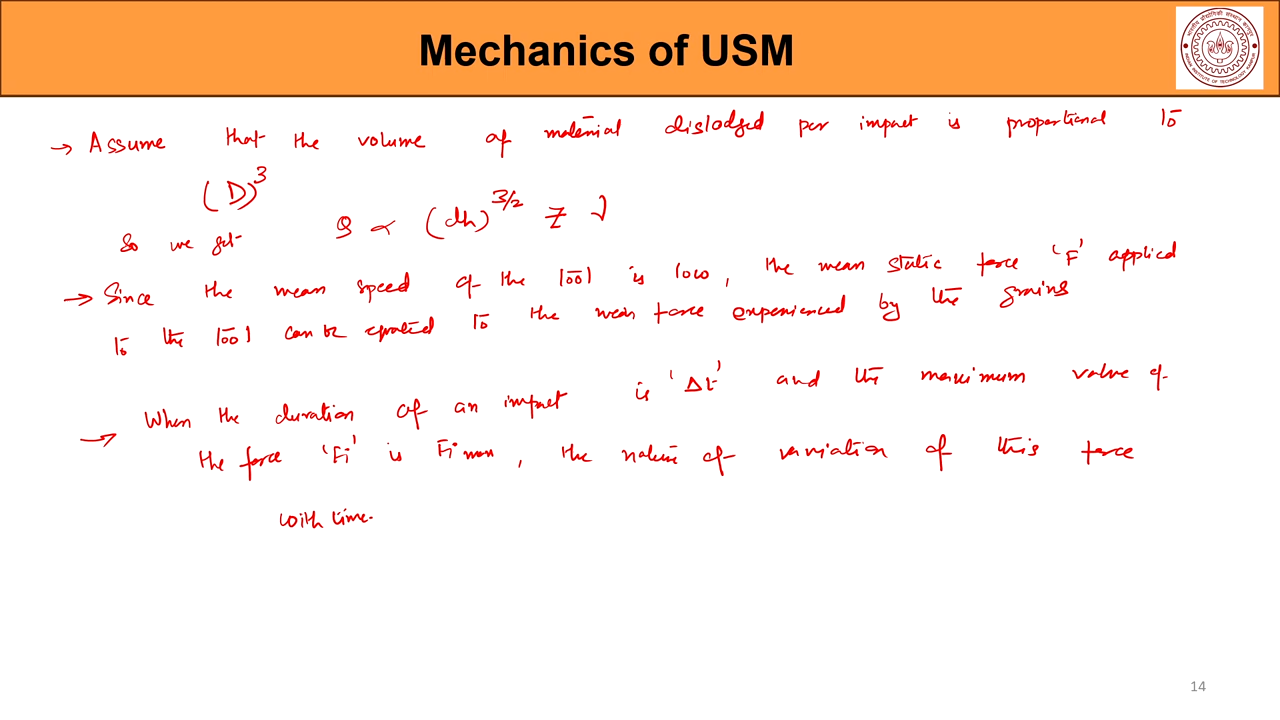 Mechanics of USM
→ Assume that the volume of material dislodged per impact is proportional to
(D)^3
So we get Q ∝ (dh)^3/2 Z ν
→ Since the mean speed of the tool is low, the mean static force 'F' applied
to the tool can be equated to the mean force experienced by the grains
→ When the duration of an impact is 'Δt' and the maximum value of
the force 'Fi' is Fi max, the nature of variation of this force
with time.
14